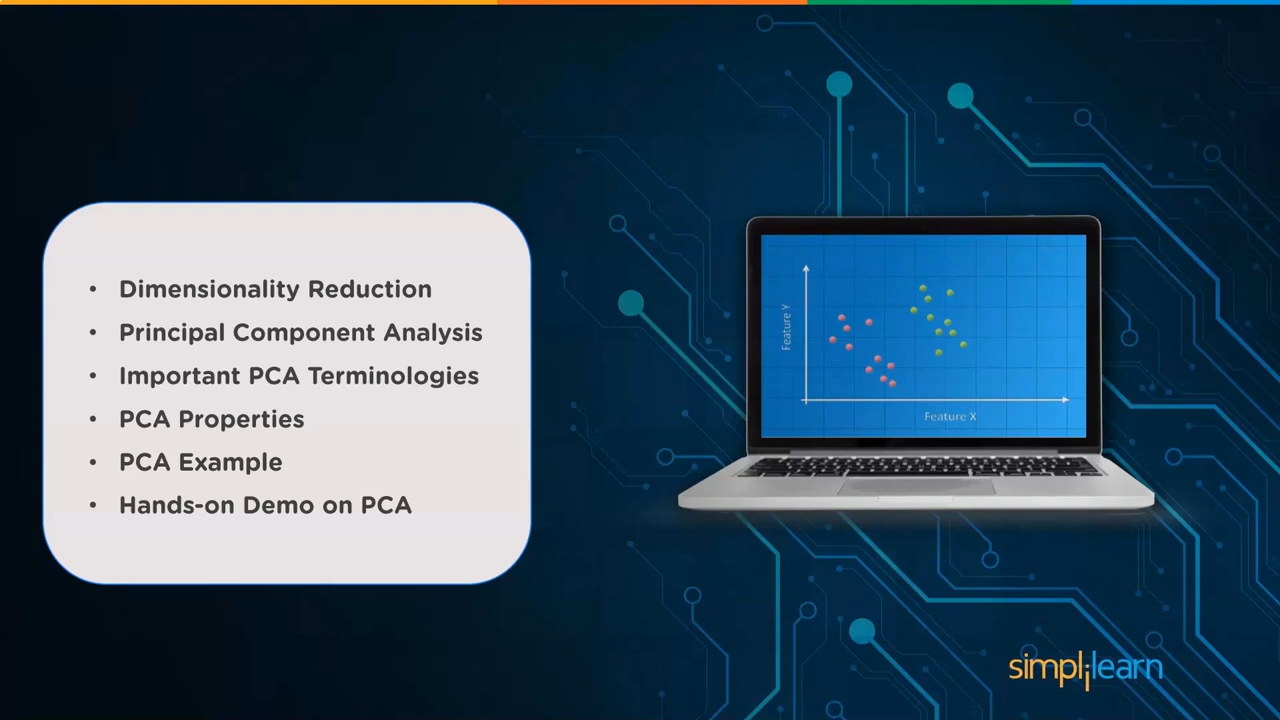 • Dimensionality Reduction
• Principal Component Analysis
• Important PCA Terminologies
• PCA Properties
• PCA Example
• Hands-on Demo on PCA
Feature Y
Feature X
simplilearn